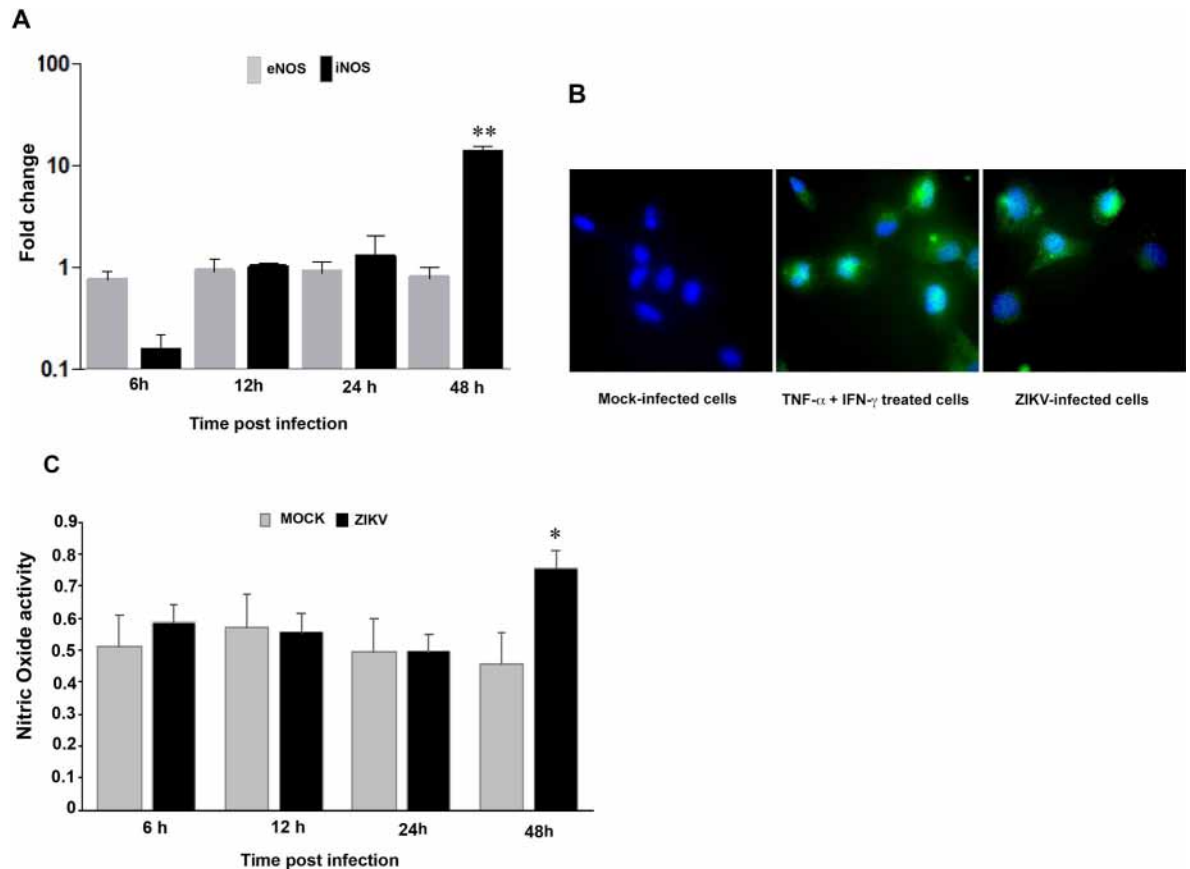 A
eNOS iNOS
100
10
1
0.1
**
Fold change
6h 12h 24 h 48 h
Time post infection
B
Mock-infected cells TNF-α + IFN-γ treated cells ZIKV-infected cells
C
MOCK ZIKV
0.9
0.8
0.7
0.6
0.5
0.4
0.3
0.2
0.1
0
*
Nitric Oxide activity
6 h 12 h 24h 48h
Time post infection